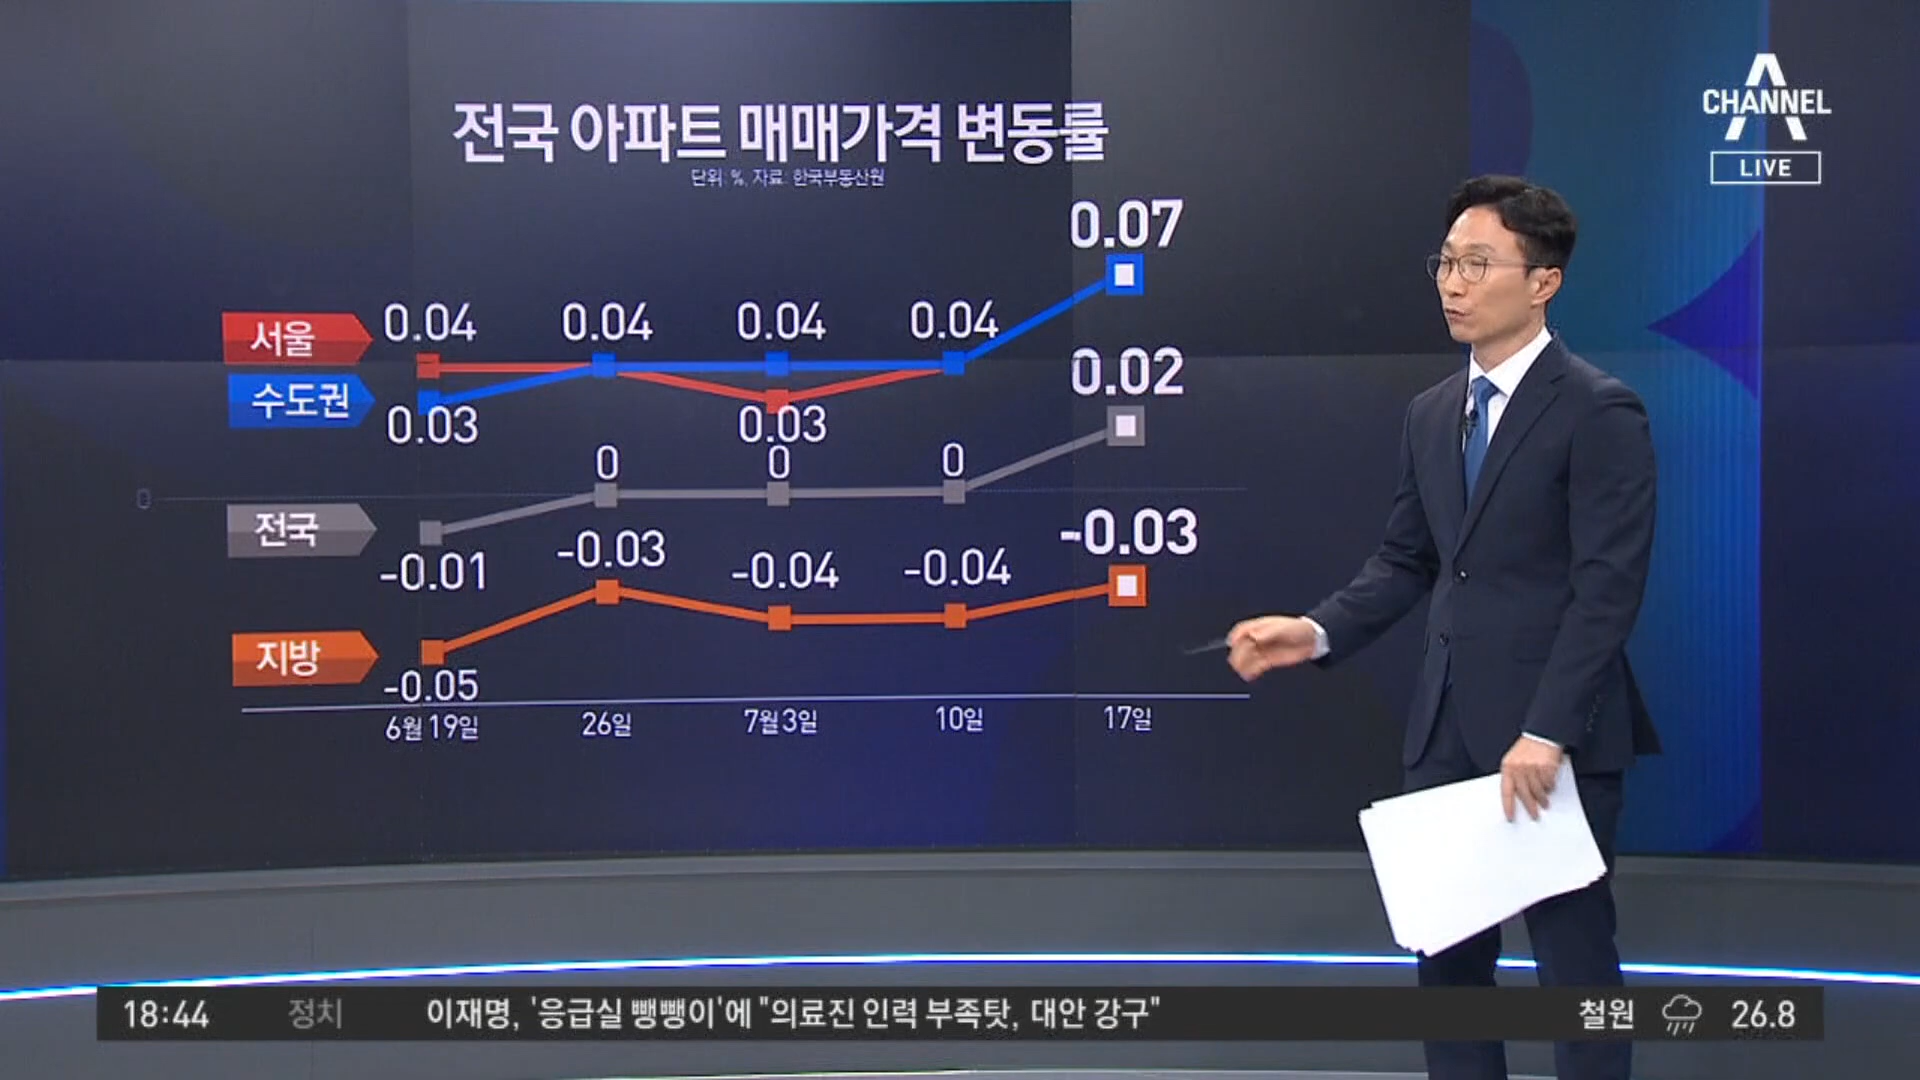 전국 아파트 매매가격 변동률
단위: %, 자료: 한국부동산원
CHANNEL A
LIVE
0.07
서울
0.04
0.04
0.04
0.04
수도권
0.03
0.03
0.02
0
0
0
0
전국
-0.01
-0.03
-0.04
-0.04
-0.03
지방
-0.05
6월 19일
26일
7월 3일
10일
17일
18:44 정치 이재명, '응급실 뺑뺑이'에 "의료진 인력 부족탓, 대안 강구" 철원 26.8